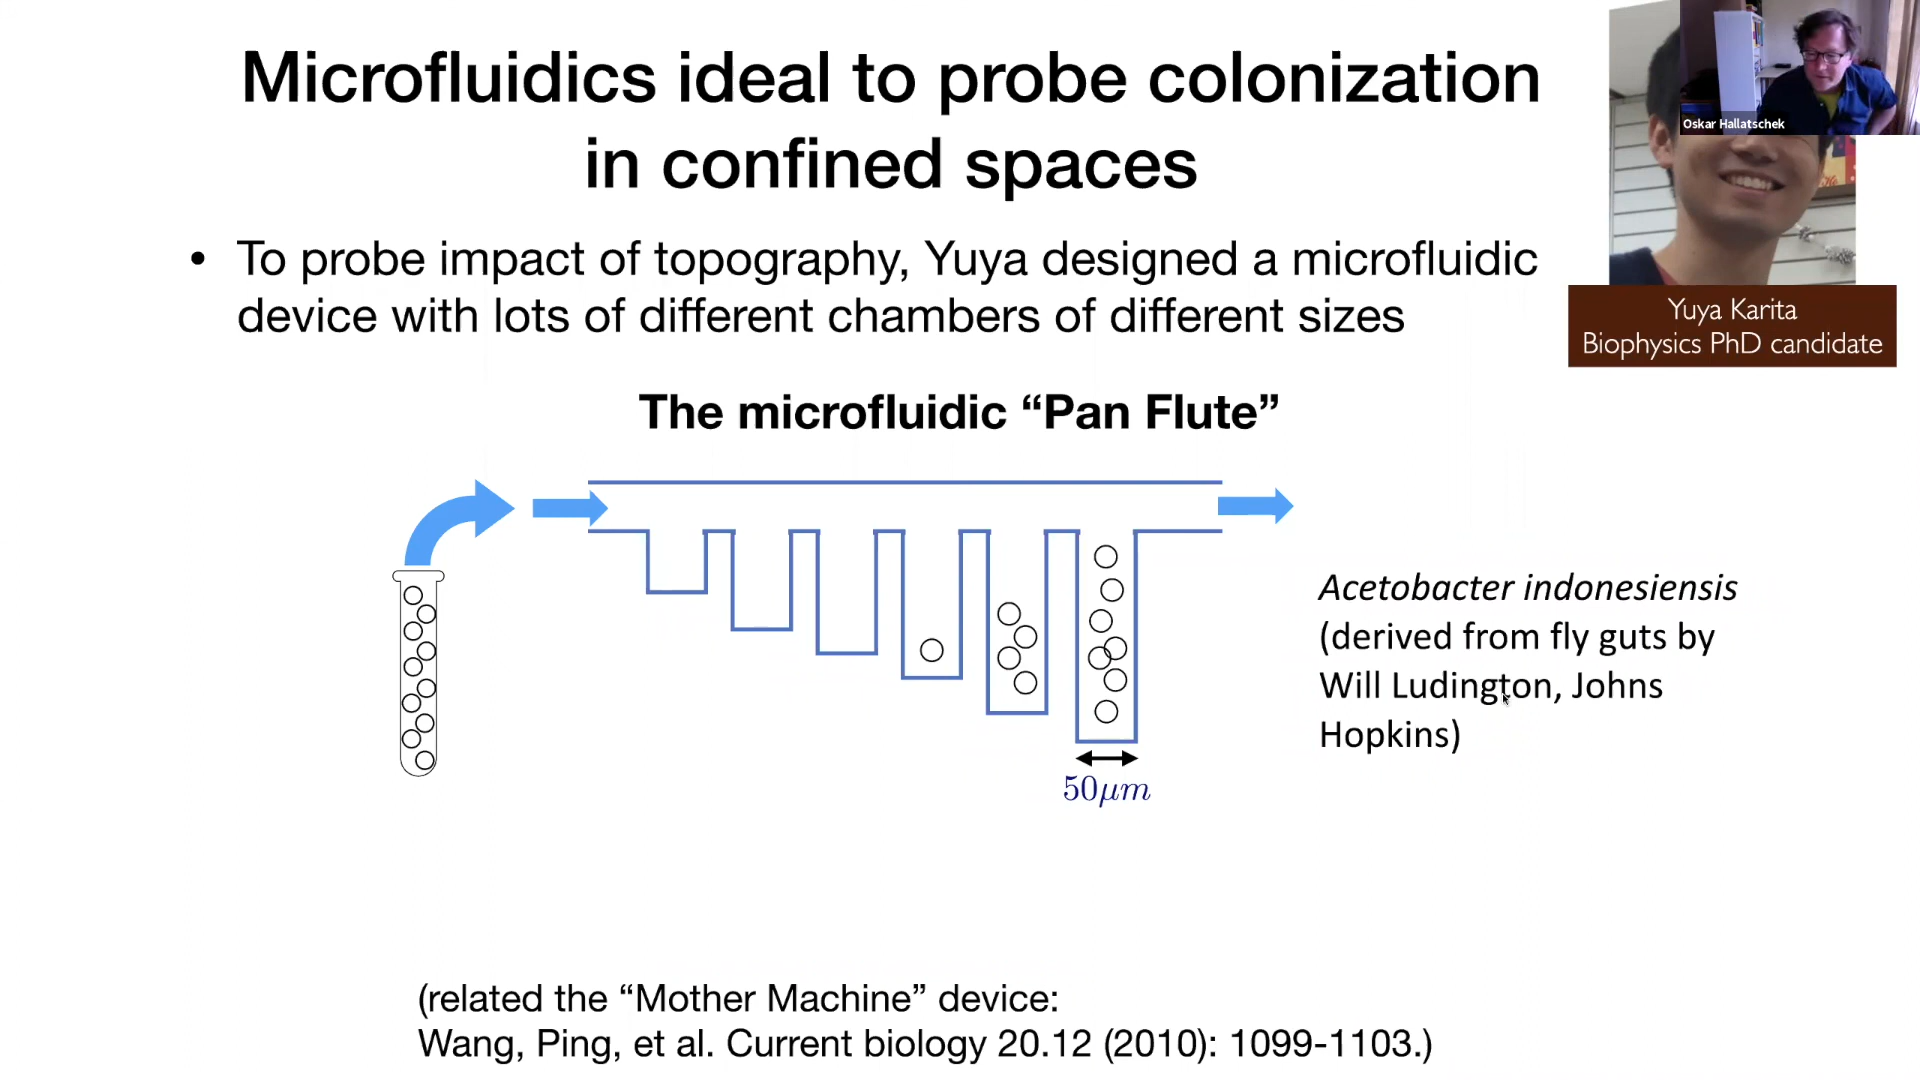 Microfluidics ideal to probe colonization
in confined spaces
Oskar Hallatschek
• To probe impact of topography, Yuya designed a microfluidic
device with lots of different chambers of different sizes
Yuya Karita
Biophysics PhD candidate
The microfluidic “Pan Flute”
Acetobacter indonesiensis
(derived from fly guts by
Will Ludington, Johns
Hopkins)
50μm
(related the “Mother Machine” device:
Wang, Ping, et al. Current biology 20.12 (2010): 1099-1103.)